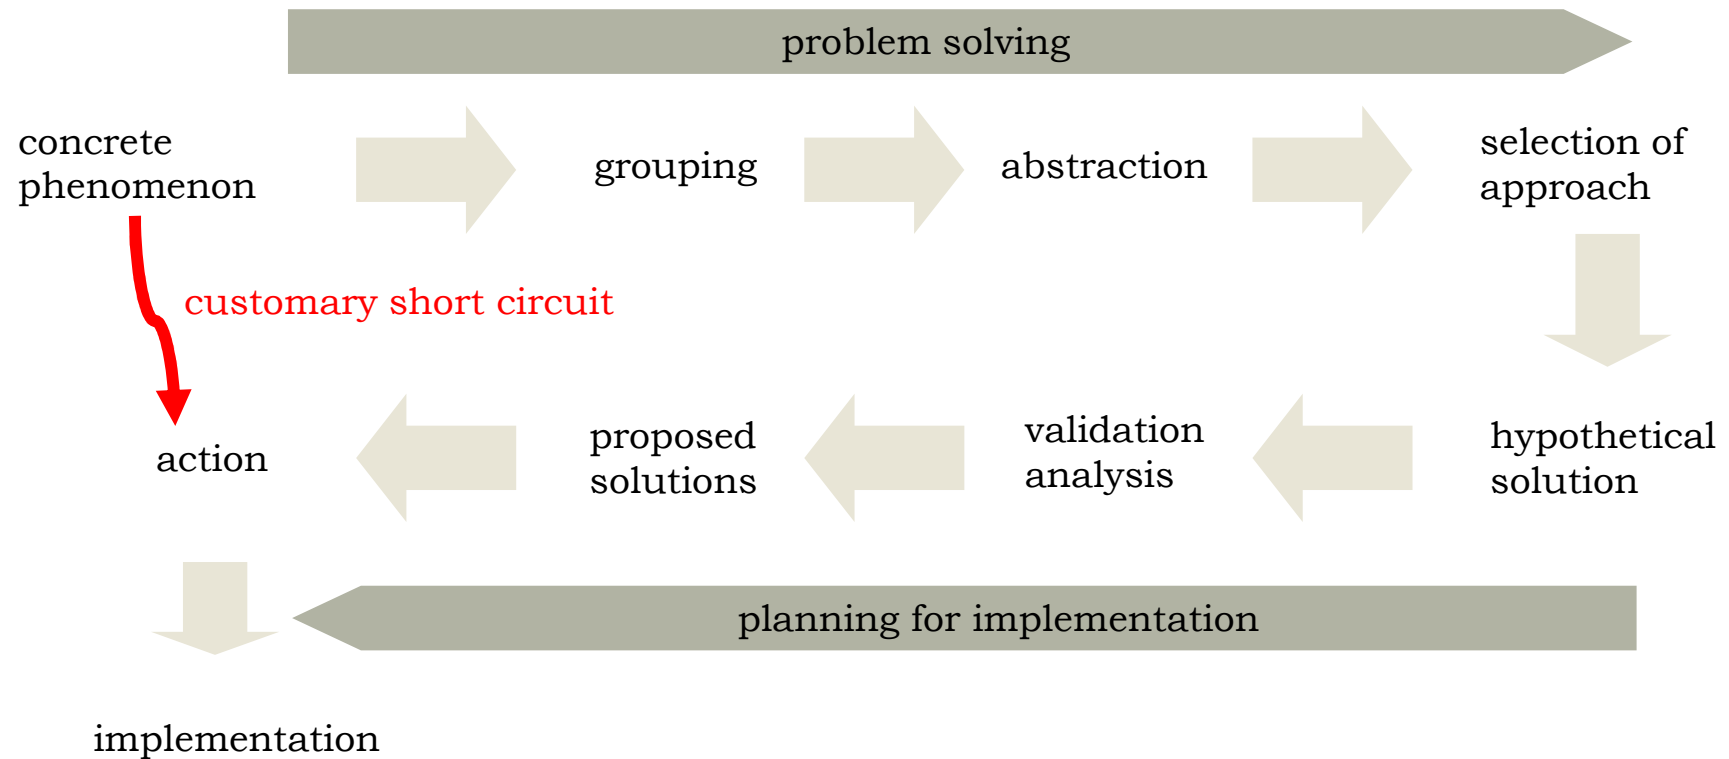 problem solving
concrete
phenomenon
grouping
abstraction
selection of
approach
customary short circuit
action
proposed
solutions
validation
analysis
hypothetical
solution
planning for implementation
implementation